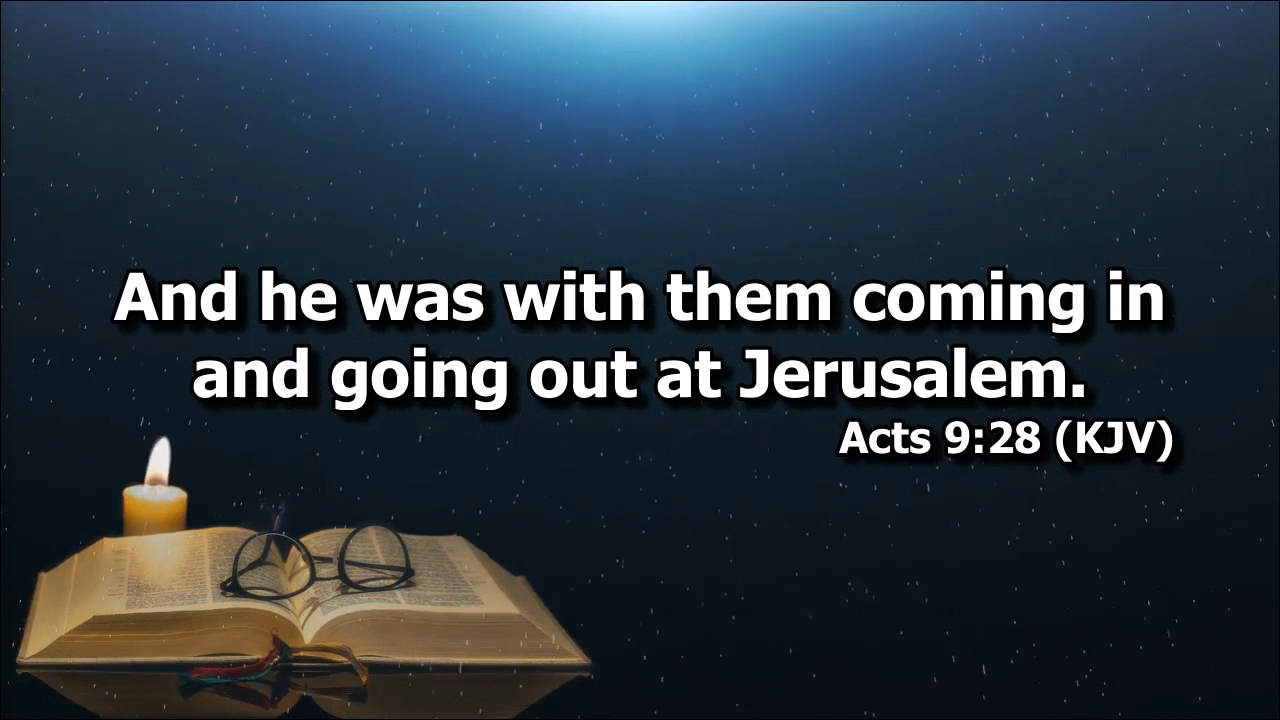 And he was with them coming in
and going out at Jerusalem.
Acts 9:28 (KJV)